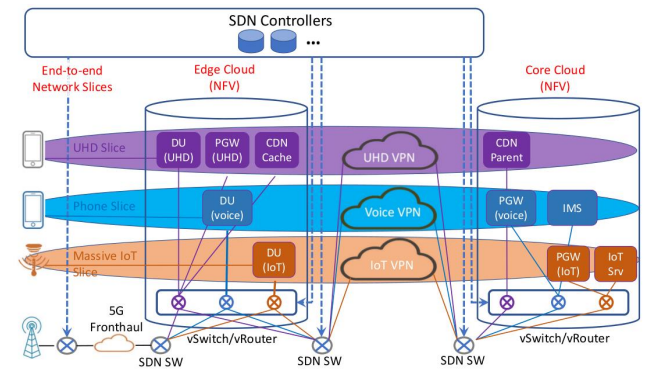 SDN Controllers
...
End-to-end
Network Slices
Edge Cloud
(NFV)
Core Cloud
(NFV)
UHD Slice
DU
(UHD)
PGW
(UHD)
CDN
Cache
UHD VPN
CDN
Parent
Phone Slice
DU
(voice)
Voice VPN
PGW
(voice)
IMS
Massive IoT
Slice
DU
(IoT)
IoT VPN
PGW
(IoT)
IoT
Srv
5G
Fronthaul
vSwitch/vRouter
vSwitch/vRouter
SDN SW
SDN SW
SDN SW